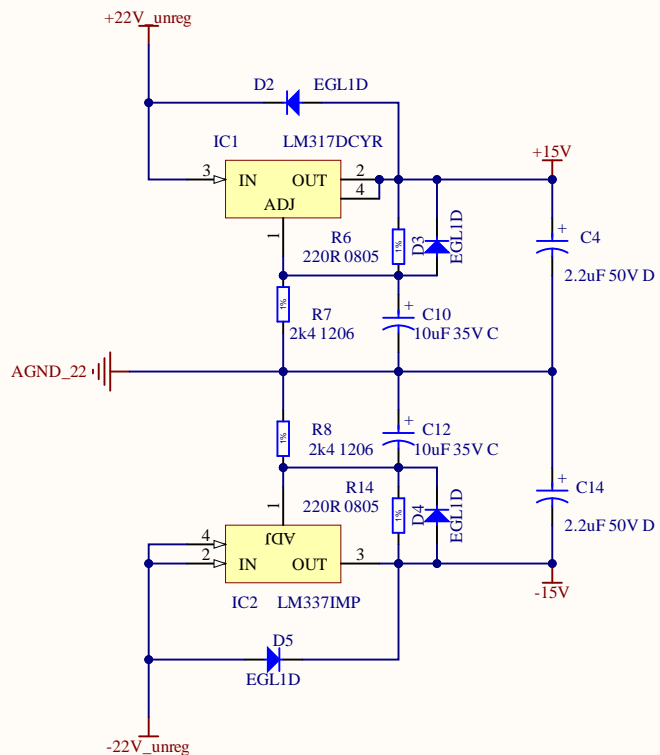 +22V_unreg
D2 EGL1D
IC1 LM317DCYR
+15V
3 IN OUT 2
4
ADJ
1
R6
220R 0805
1%
D3
EGL1D
C4
2.2uF 50V D
+
1%
R7
2k4 1206
+
C10
10uF 35V C
AGND_22
R8
2k4 1206
1%
+
C12
10uF 35V C
R14
220R 0805
1%
D4
EGL1D
+
C14
2.2uF 50V D
1
ADJ
4
2 IN OUT 3
IC2 LM337IMP
-15V
D5
EGL1D
-22V_unreg